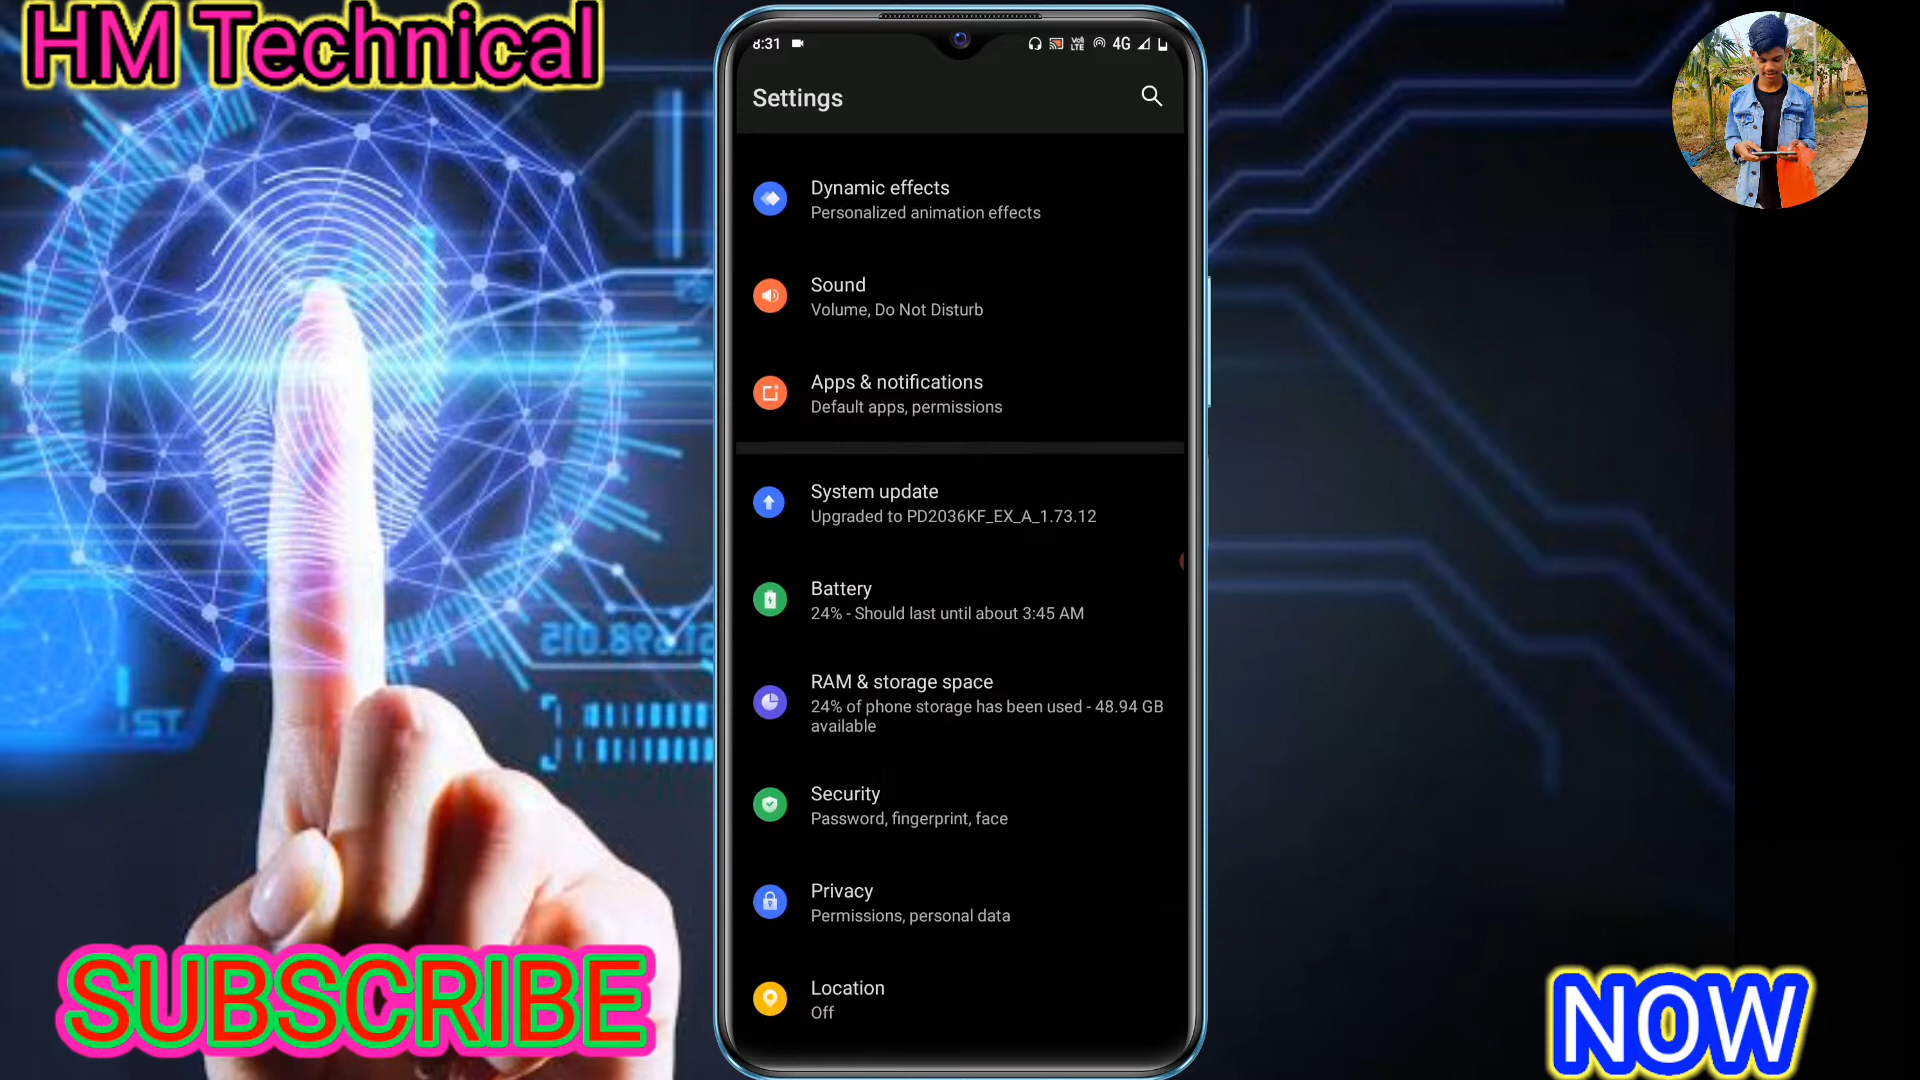 HM Technical
8:31
VoLTE
4G
Settings
Dynamic effects
Personalized animation effects
Sound
Volume, Do Not Disturb
Apps & notifications
Default apps, permissions
System update
Upgraded to PD2036KF_EX_A_1.73.12
Battery
24% - Should last until about 3:45 AM
RAM & storage space
24% of phone storage has been used - 48.94 GB
available
Security
Password, fingerprint, face
Privacy
Permissions, personal data
Location
Off
SUBSCRIBE
NOW